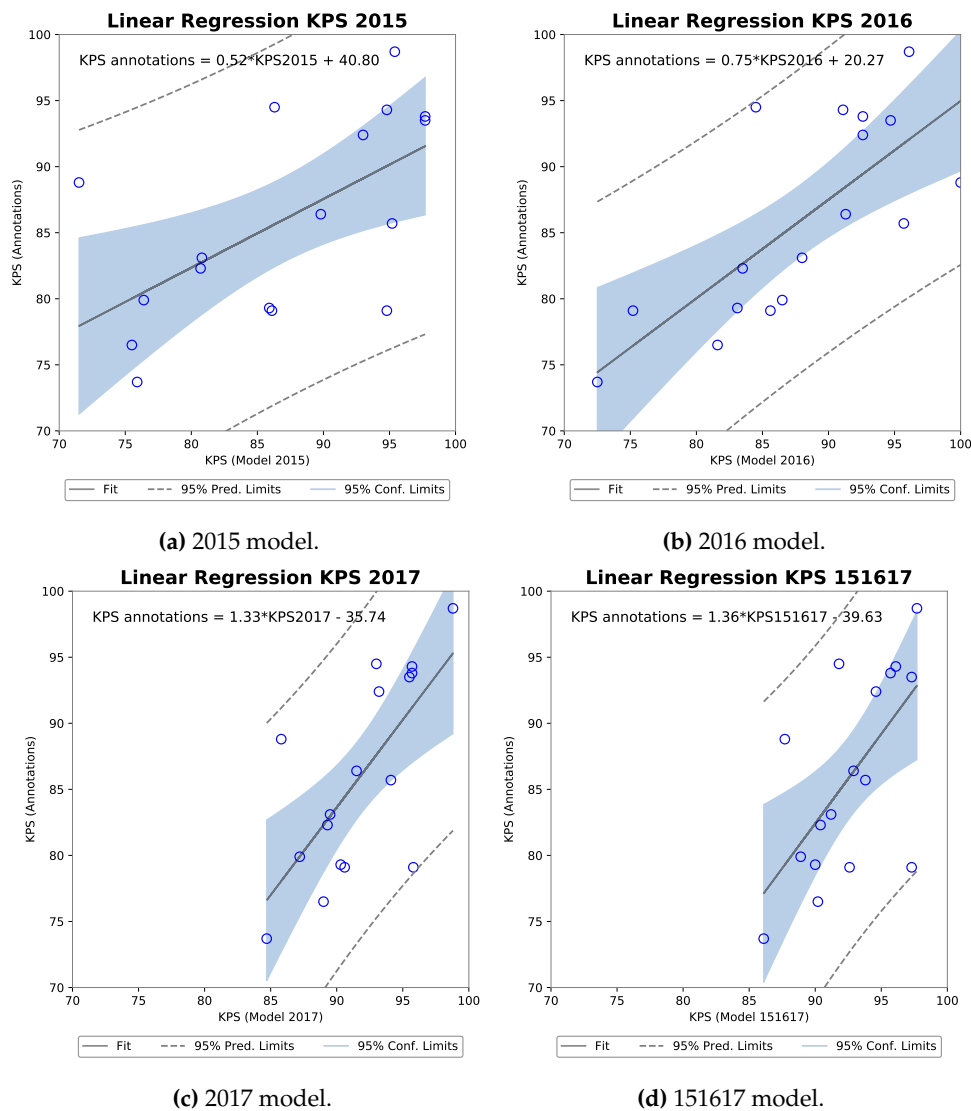 Linear Regression KPS 2015
KPS annotations = 0.52*KPS2015 + 40.80
100
95
90
85
80
75
70
KPS (Annotations)
70 75 80 85 90 95 100
KPS (Model 2015)
Fit 95% Pred. Limits 95% Conf. Limits
(a) 2015 model.
Linear Regression KPS 2016
KPS annotations = 0.75*KPS2016 + 20.27
100
95
90
85
80
75
70
KPS (Annotations)
70 75 80 85 90 95 100
KPS (Model 2016)
Fit 95% Pred. Limits 95% Conf. Limits
(b) 2016 model.
Linear Regression KPS 2017
KPS annotations = 1.33*KPS2017 - 35.74
100
95
90
85
80
75
70
KPS (Annotations)
70 75 80 85 90 95 100
KPS (Model 2017)
Fit 95% Pred. Limits 95% Conf. Limits
(c) 2017 model.
Linear Regression KPS 151617
KPS annotations = 1.36*KPS151617 - 39.63
100
95
90
85
80
75
70
KPS (Annotations)
70 75 80 85 90 95 100
KPS (Model 151617)
Fit 95% Pred. Limits 95% Conf. Limits
(d) 151617 model.